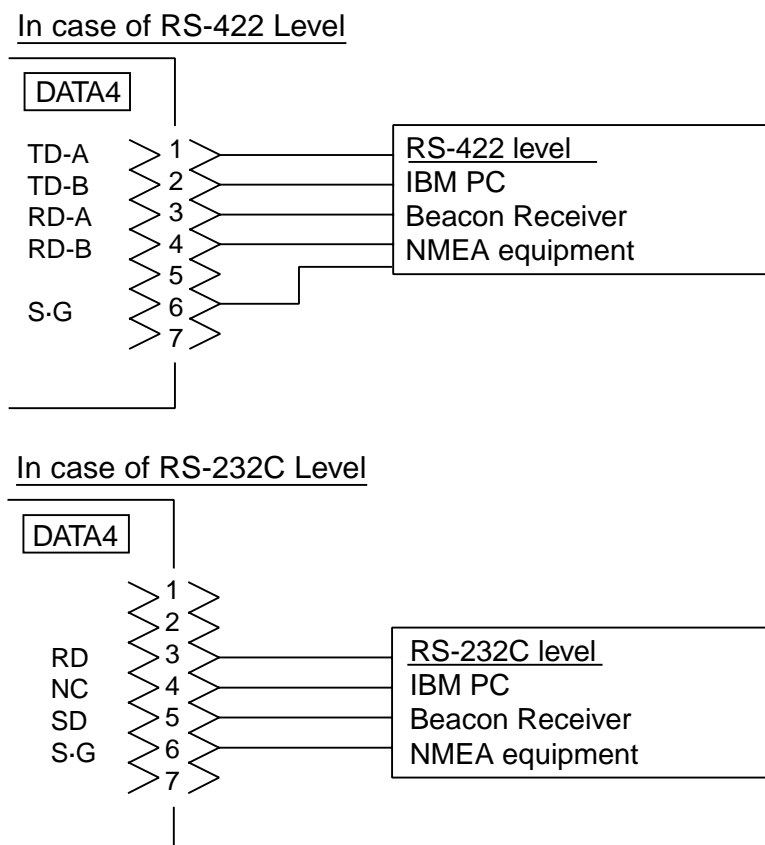 In case of RS-422 Level
DATA4
TD-A 1 RS-422 level
TD-B 2 IBM PC
RD-A 3 Beacon Receiver
RD-B 4 NMEA equipment
5
S·G 6
7
In case of RS-232C Level
DATA4
1
2
RD 3 RS-232C level
NC 4 IBM PC
SD 5 Beacon Receiver
S·G 6 NMEA equipment
7